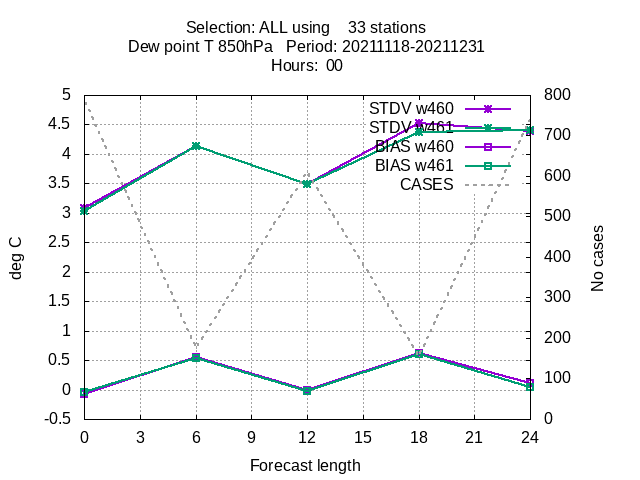 Selection: ALL using 33 stations
Dew point T 850hPa Period: 20211118-20211231
Hours: 00
5
4.5
4
3.5
3
2.5
2
1.5
1
0.5
0
-0.5
deg C
STDV w460
STDV w461
BIAS w460
BIAS w461
CASES
800
700
600
500
400
300
200
100
0
No cases
0 3 6 9 12 15 18 21 24
Forecast length